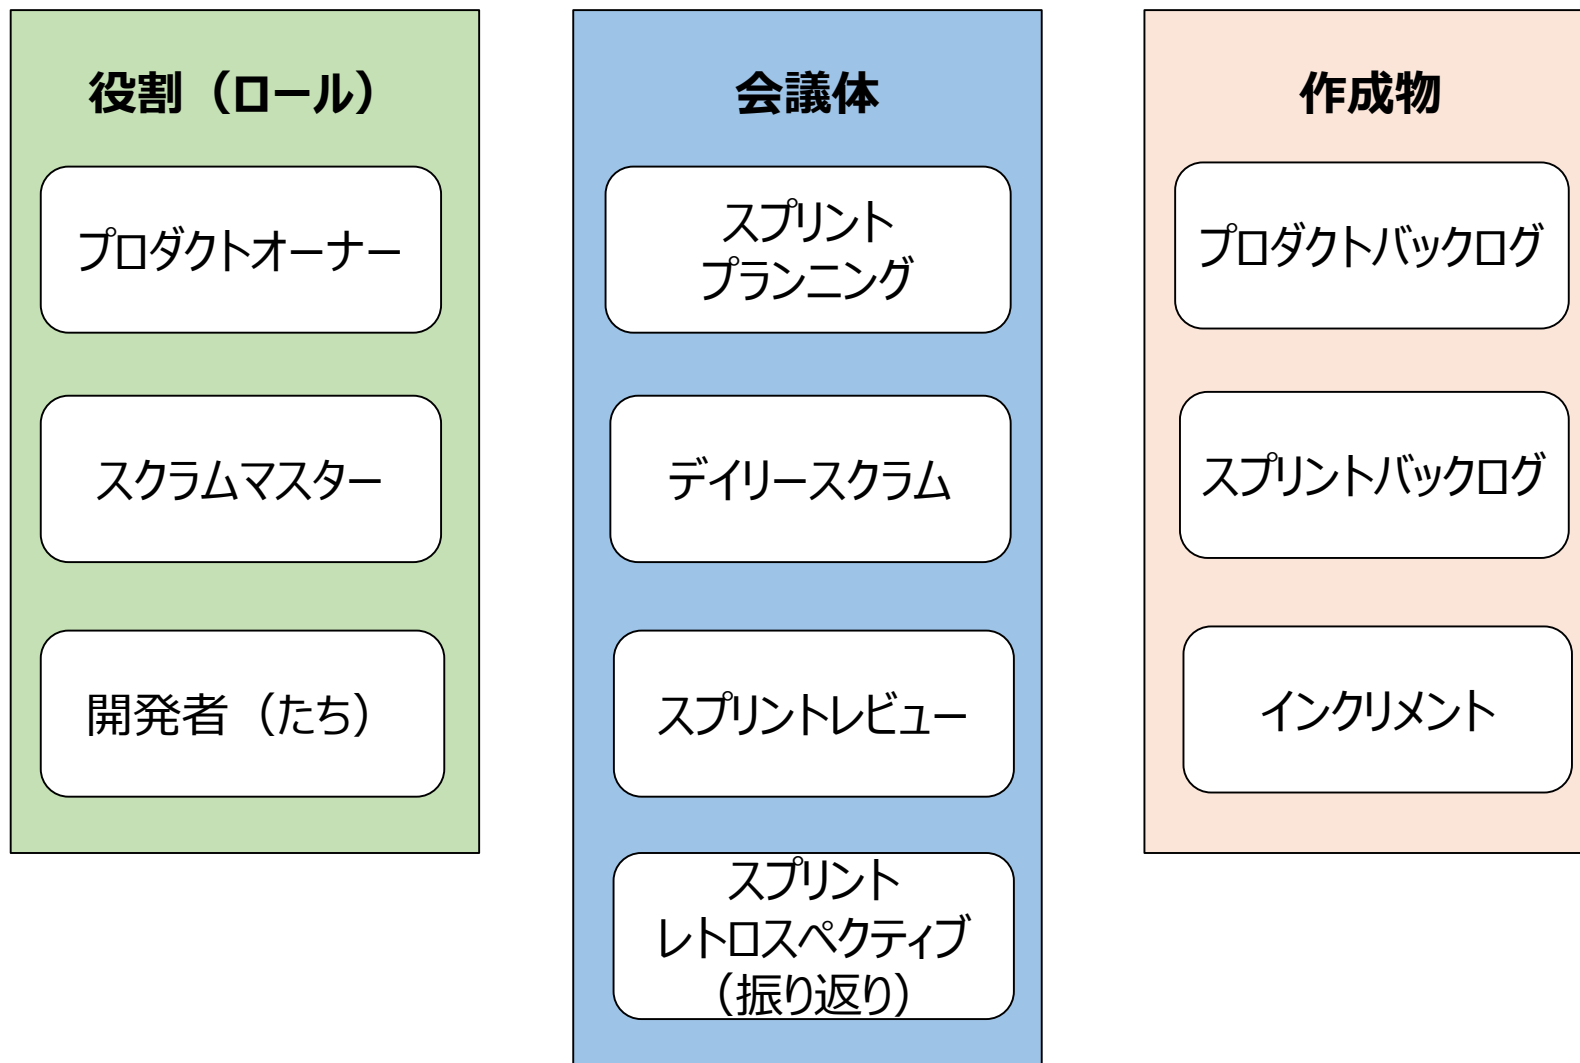 役割（ロール）
プロダクトオーナー
スクラムマスター
開発者（たち）
会議体
スプリント
プランニング
デイリースクラム
スプリントレビュー
スプリント
レトロスペクティブ
（振り返り）
作成物
プロダクトバックログ
スプリントバックログ
インクリメント